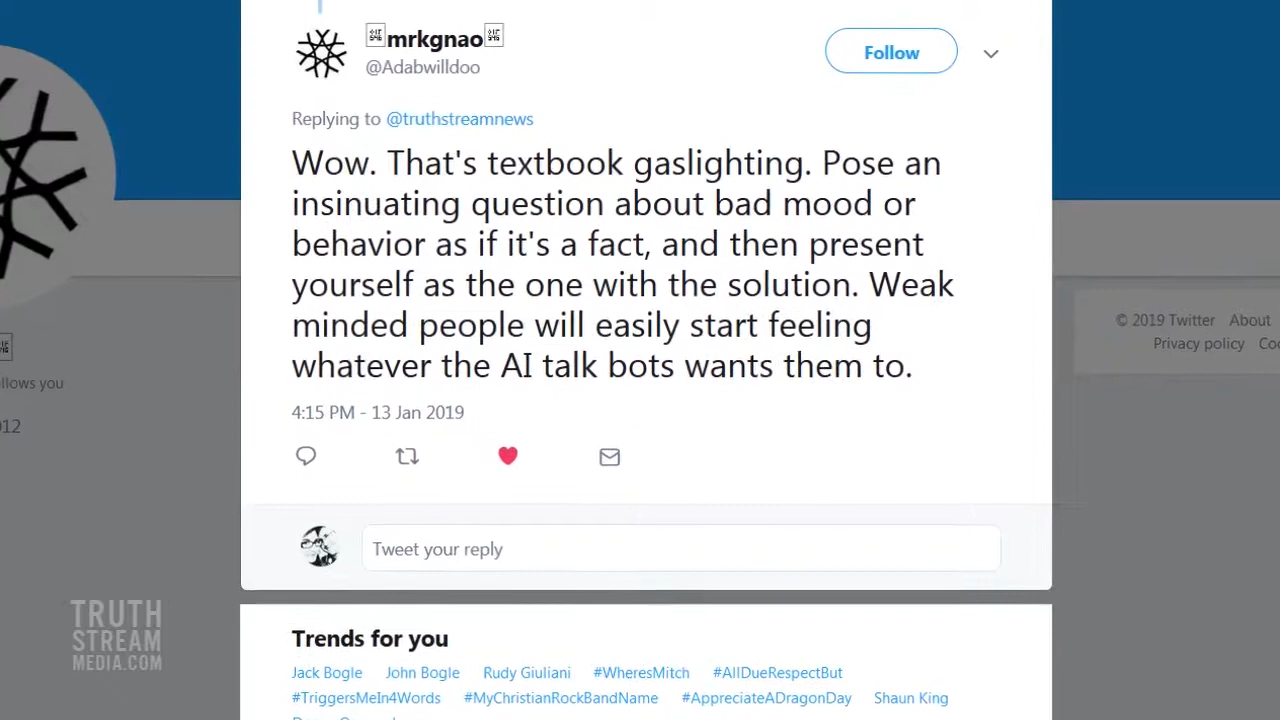 mrkgnao
@Adabwilldoo
Follow
Replying to @truthstreamnews
Wow. That's textbook gaslighting. Pose an
insinuating question about bad mood or
behavior as if it's a fact, and then present
yourself as the one with the solution. Weak
minded people will easily start feeling
whatever the AI talk bots wants them to.
4:15 PM - 13 Jan 2019
Tweet your reply
© 2019 Twitter About
Privacy policy
llows you
012
TRUTH
STREAM
MEDIA.COM
Trends for you
Jack Bogle John Bogle Rudy Giuliani #WheresMitch #AllDueRespectBut
#TriggersMeIn4Words #MyChristianRockBandName #AppreciateADragonDay Shaun King